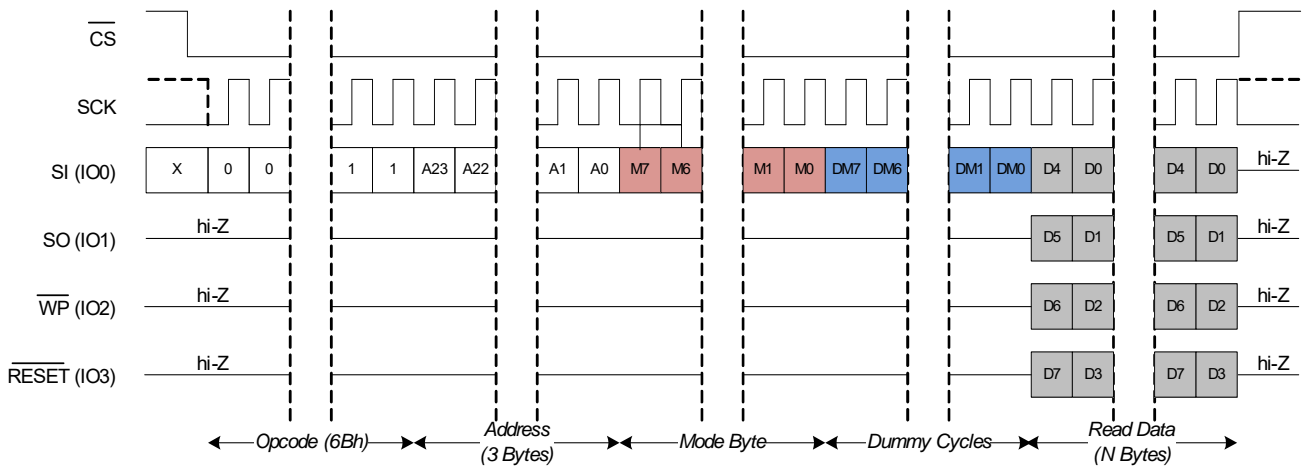 CS
SCK
SI (IO0) X 0 0 1 1 A23 A22 A1 A0 M7 M6 M1 M0 DM7 DM6 DM1 DM0 D4 D0 D4 D0 hi-Z
SO (IO1) hi-Z D5 D1 D5 D1 hi-Z
WP (IO2) hi-Z D6 D2 D6 D2 hi-Z
RESET (IO3) hi-Z D7 D3 D7 D3 hi-Z
Opcode (6Bh) Address (3 Bytes) Mode Byte Dummy Cycles Read Data (N Bytes)